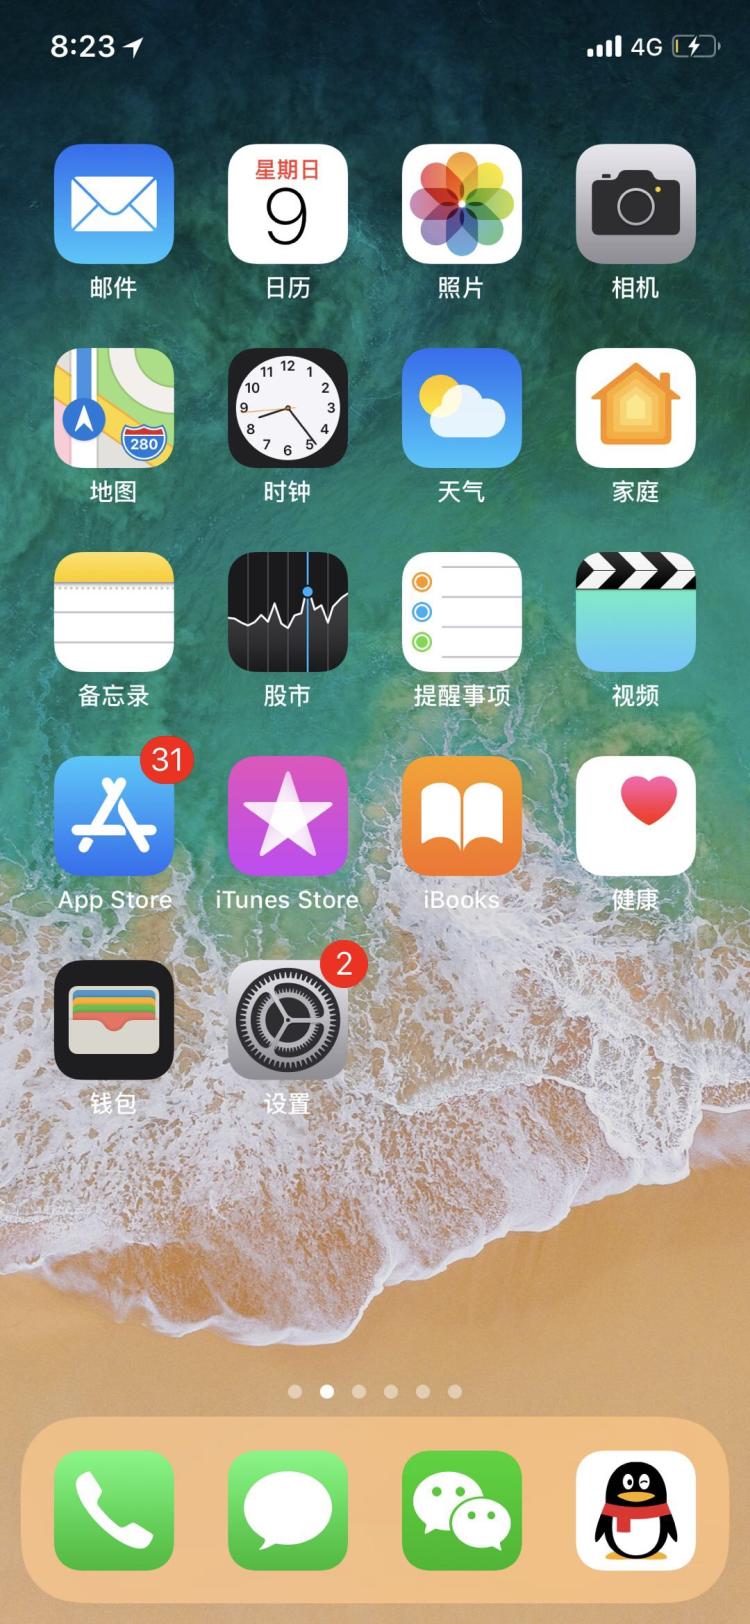 8:23
4G
星期日
9
邮件
日历
照片
相机
280
12
11
1
10
2
9
3
8
4
7
5
6
地图
时钟
天气
家庭
备忘录
股市
提醒事项
视频
31
App Store
iTunes Store
iBooks
健康
2
钱包
设置